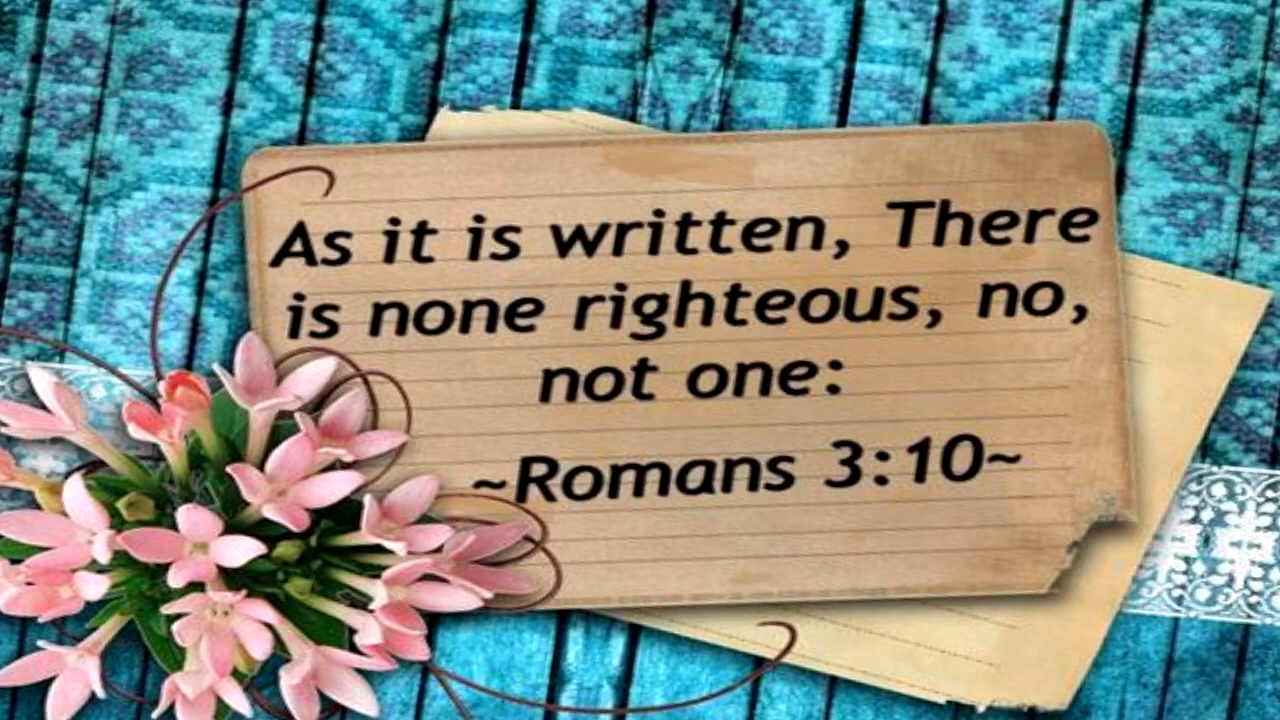 As it is written, There
is none righteous, no,
not one:
~Romans 3:10~